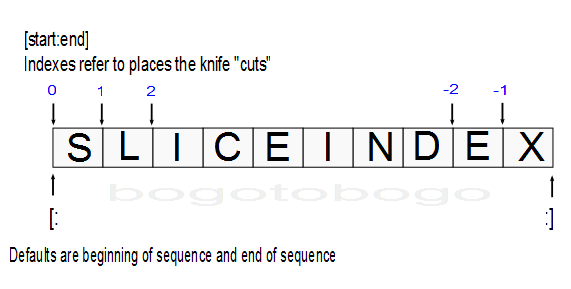 [start:end]
Indexes refer to places the knife "cuts"
0 1 2 -2 -1
S L I C E I N D E X
bogotobogo
[: :]
Defaults are beginning of sequence and end of sequence